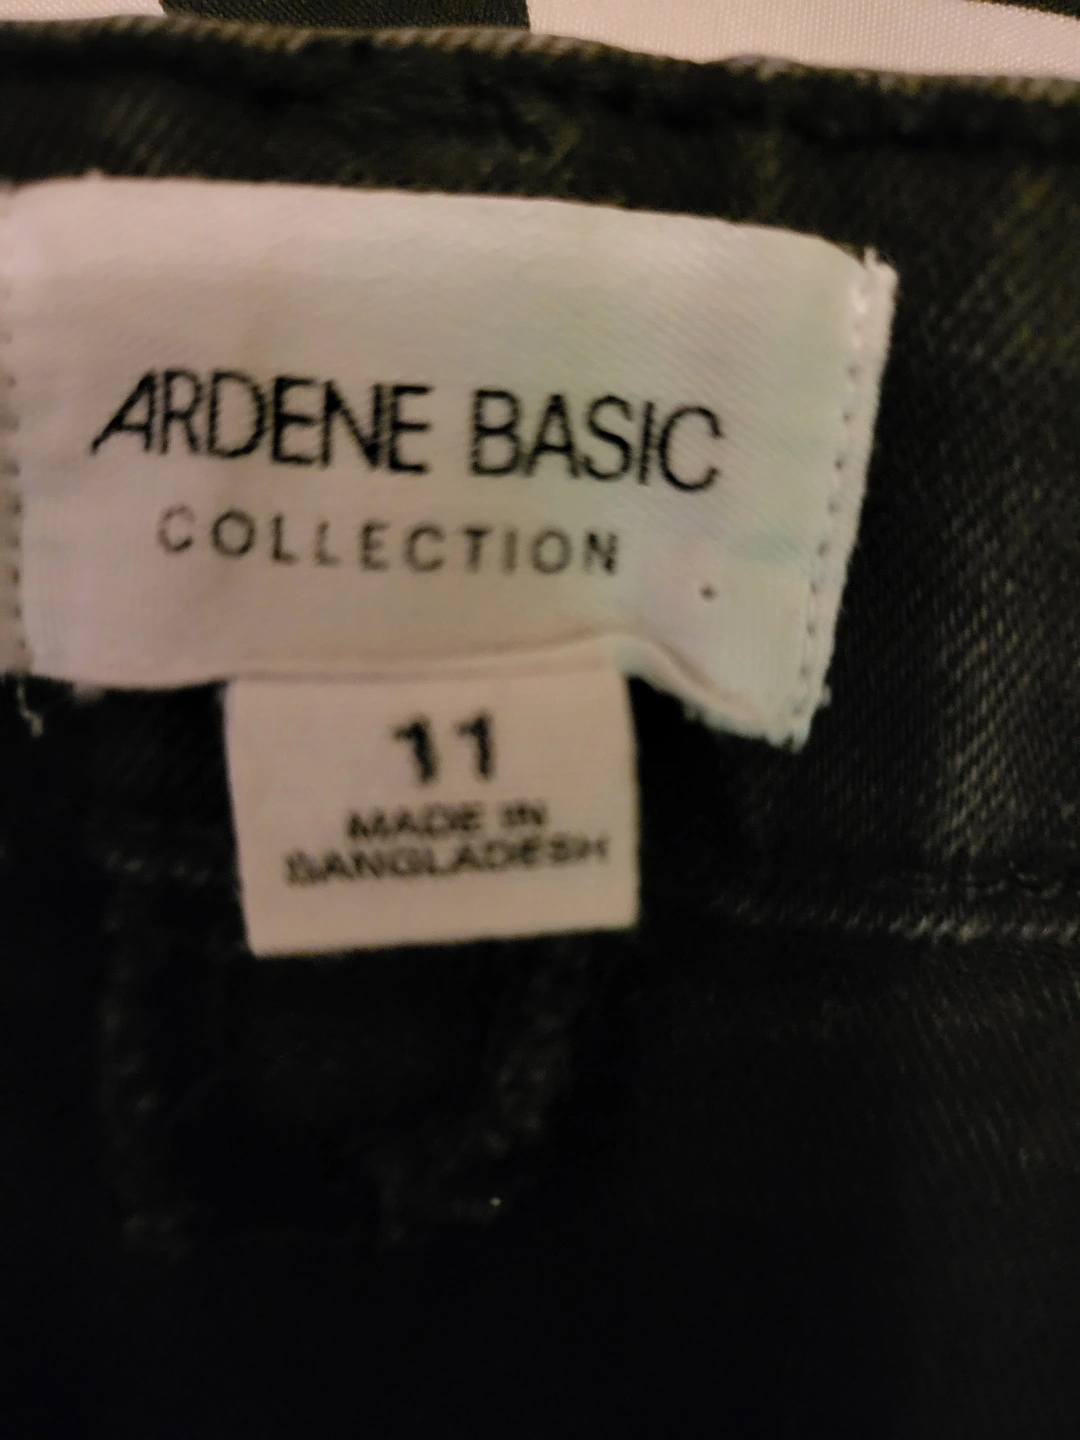 ARDENE BASIC
COLLECTION
11
MADE IN
BANGLADESH